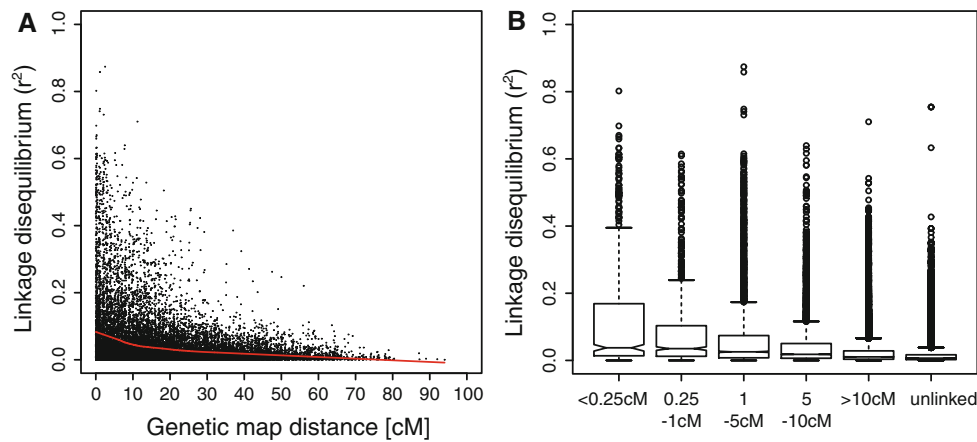 A
Linkage disequilibrium (r²)
1.0
0.8
0.6
0.4
0.2
0.0
0 10 20 30 40 50 60 70 80 90 100
Genetic map distance [cM]
B
Linkage disequilibrium (r²)
1.0
0.8
0.6
0.4
0.2
0.0
<0.25cM 0.25 1 5 >10cM unlinked
-1cM -5cM -10cM